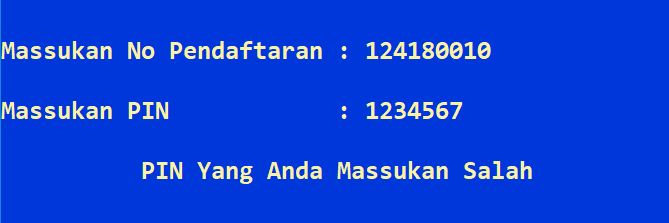 Massukan No Pendaftaran : 124180010
Massukan PIN : 1234567
PIN Yang Anda Massukan Salah